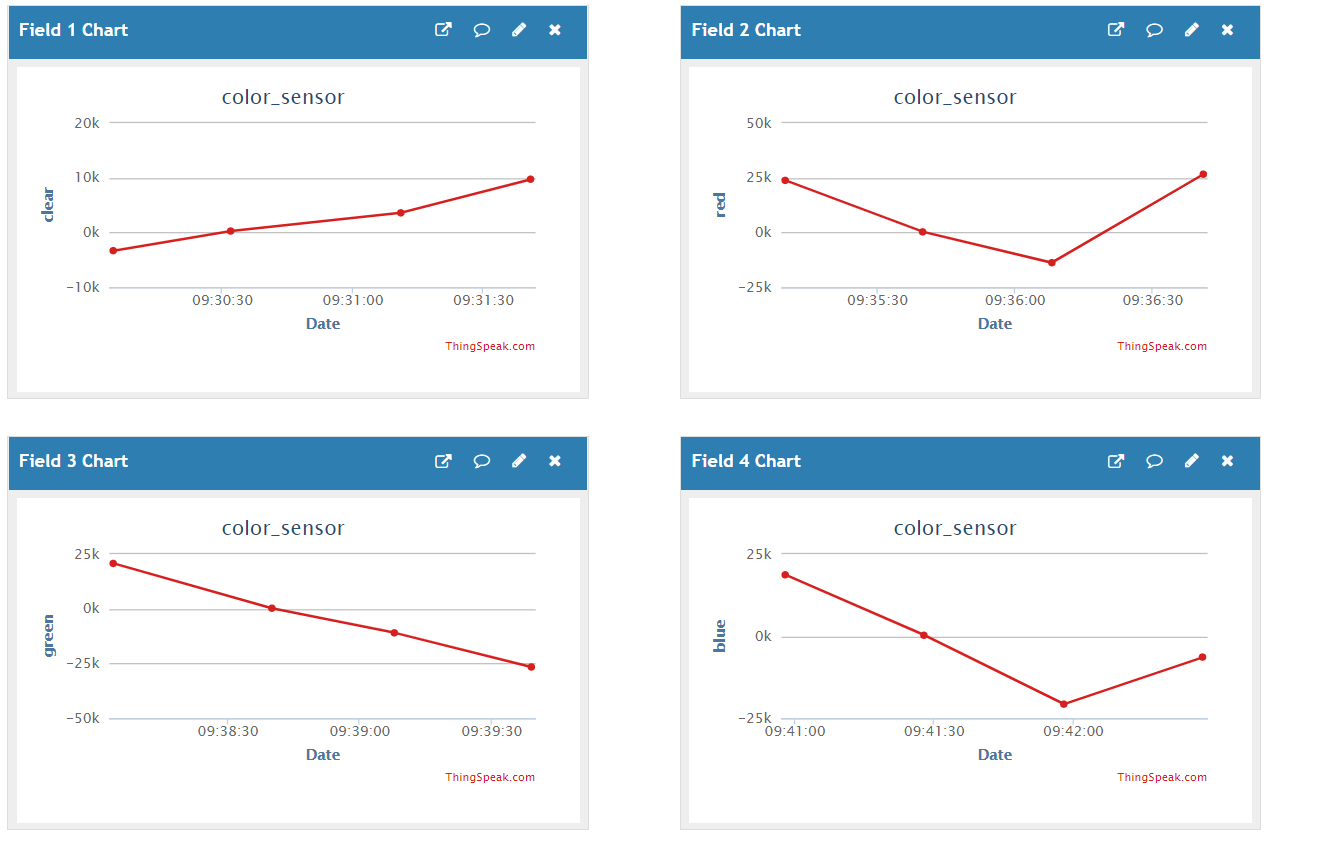 Field 1 Chart
color_sensor
20k
10k
0k
−10k
clear
09:30:30 09:31:00 09:31:30
Date
ThingSpeak.com
Field 2 Chart
color_sensor
50k
25k
0k
−25k
red
09:35:30 09:36:00 09:36:30
Date
ThingSpeak.com
Field 3 Chart
color_sensor
25k
0k
−25k
−50k
green
09:38:30 09:39:00 09:39:30
Date
ThingSpeak.com
Field 4 Chart
color_sensor
25k
0k
−25k
blue
09:41:00 09:41:30 09:42:00
Date
ThingSpeak.com